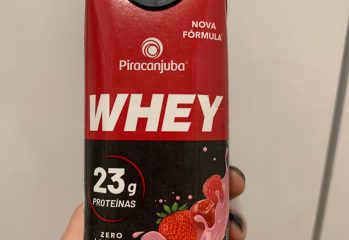 NOVA
FÓRMULA
Piracanjuba
WHEY
23g
PROTEÍNAS
ZERO